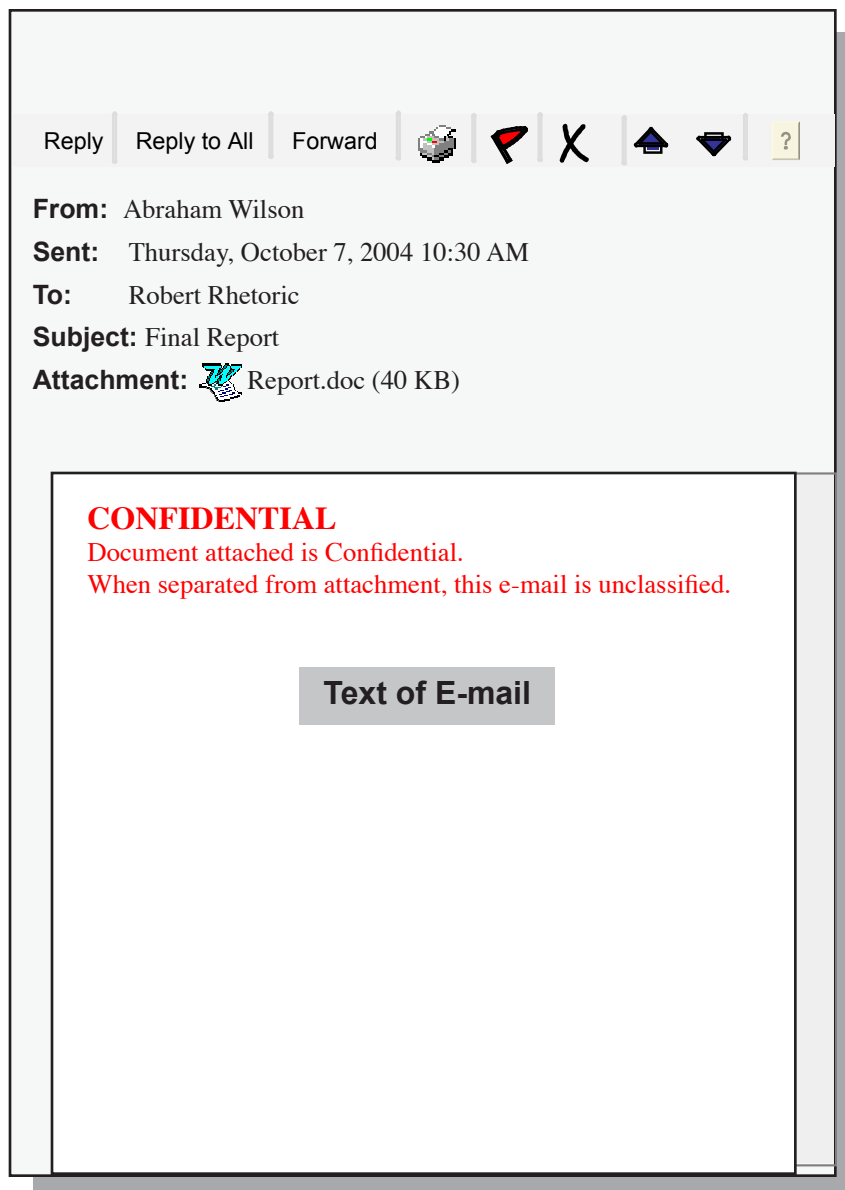 Reply Reply to All Forward ?
From: Abraham Wilson
Sent: Thursday, October 7, 2004 10:30 AM
To: Robert Rhetoric
Subject: Final Report
Attachment: W Report.doc (40 KB)
CONFIDENTIAL
Document attached is Confidential.
When separated from attachment, this e-mail is unclassified.
Text of E-mail